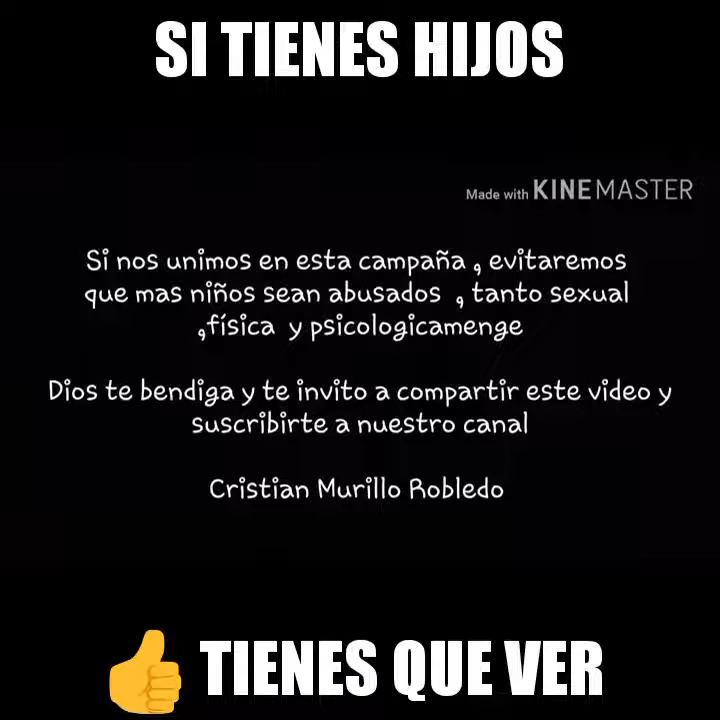 SI TIENES HIJOS
Made with KINEMASTER
Si nos unimos en esta campaña , evitaremos
que mas niños sean abusados , tanto sexual
,física y psicologicamenge
Dios te bendiga y te invito a compartir este video y
suscribirte a nuestro canal
Cristian Murillo Robledo
👍 TIENES QUE VER